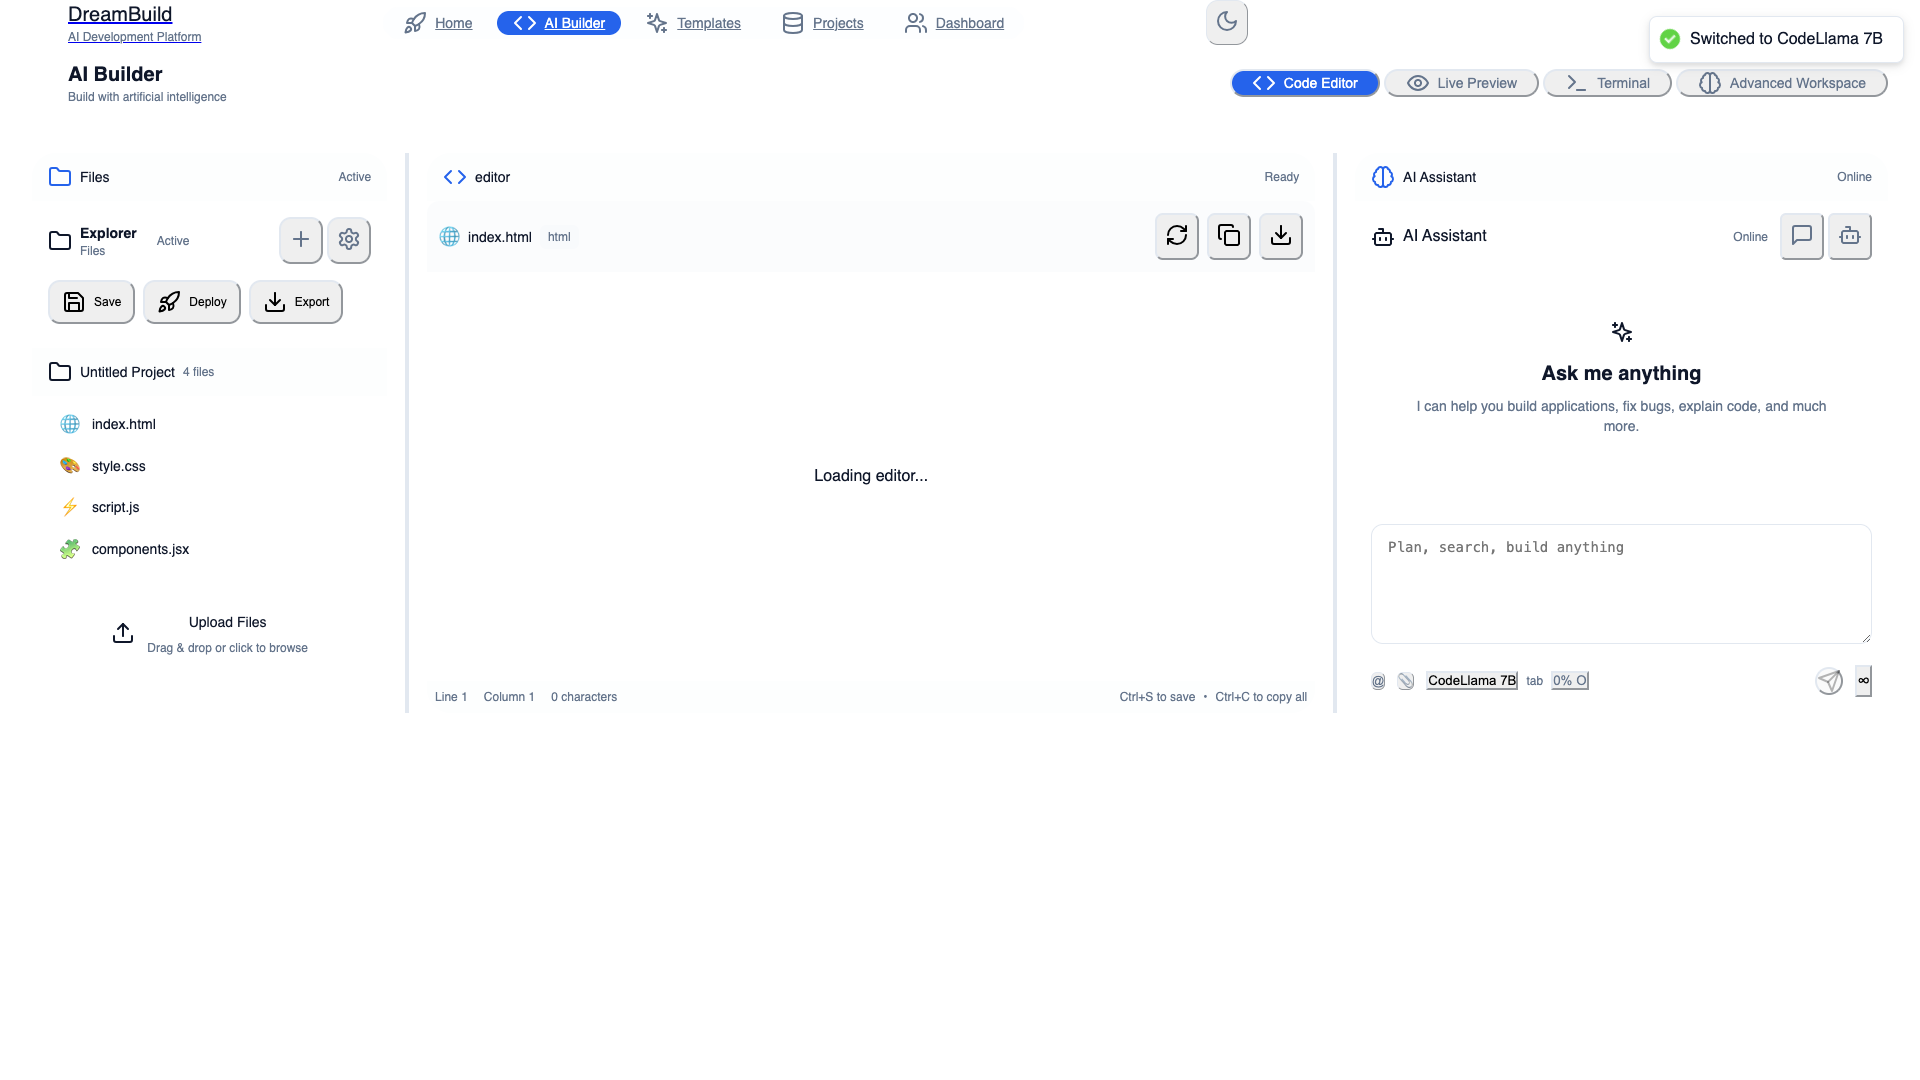 DreamBuild
AI Development Platform
Home
AI Builder
Templates
Projects
Dashboard
Switched to CodeLlama 7B
AI Builder
Build with artificial intelligence
Code Editor
Live Preview
Terminal
Advanced Workspace
Files
Active
Explorer
Files
Active
Save
Deploy
Export
Untitled Project 4 files
index.html
style.css
script.js
components.jsx
Upload Files
Drag & drop or click to browse
editor
Ready
index.html html
Loading editor...
Line 1 Column 1 0 characters
Ctrl+S to save • Ctrl+C to copy all
AI Assistant
Online
AI Assistant
Online
Ask me anything
I can help you build applications, fix bugs, explain code, and much
more.
Plan, search, build anything
@ CodeLlama 7B tab 0% O ∞